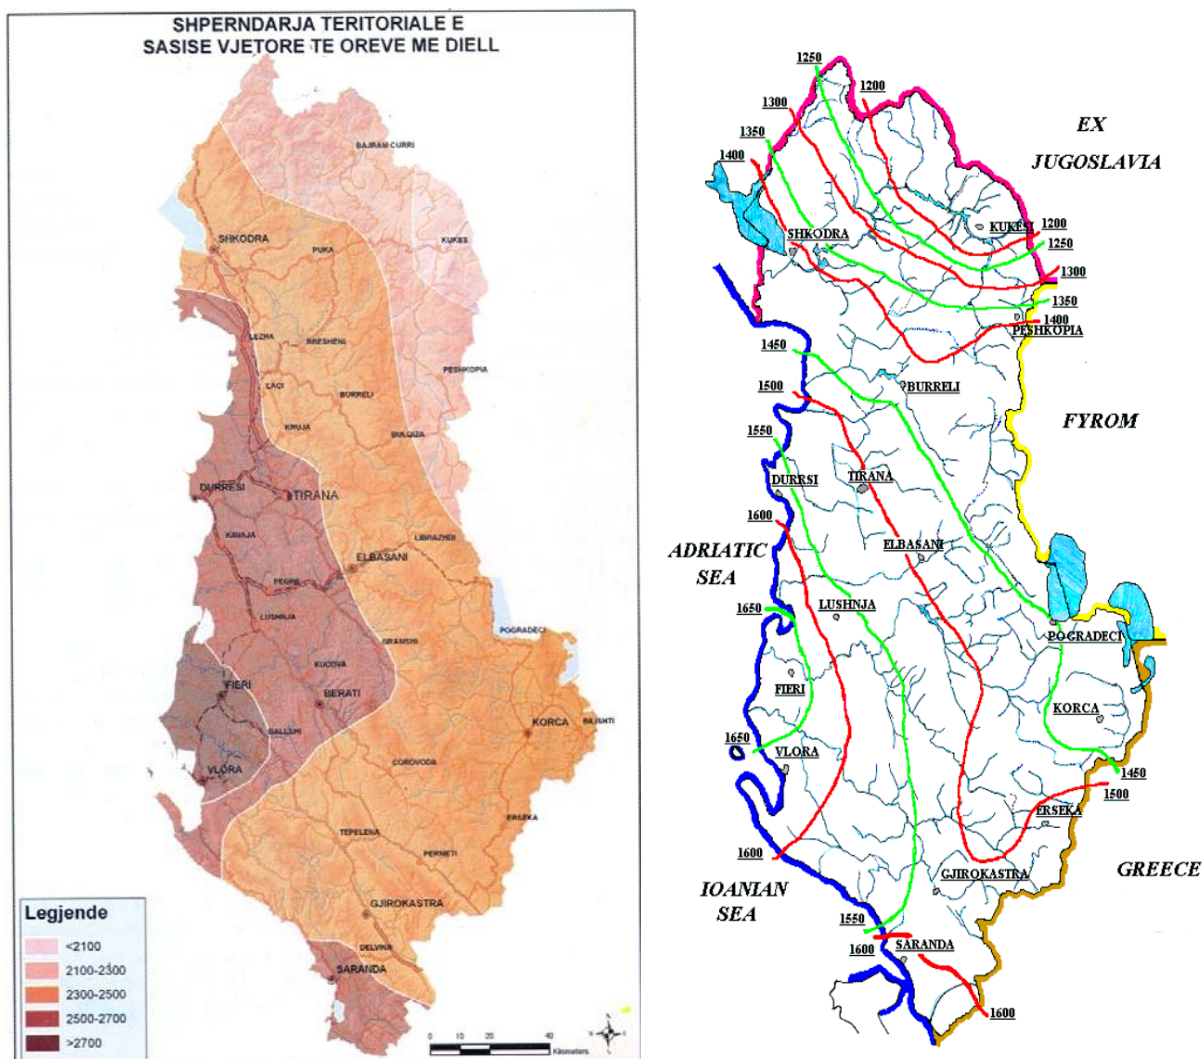 SHPERNDARJA TERITORIALE E
SASISE VJETORE TE OREVE ME DIELL
BAJRAM CURRI
KUKES
SHKODRA
PUKA
LEZHA
RRESHENI
LACI
PESHKOPIA
BURRELI
KRUJA
BULQIZA
DURRESI
TIRANA
KAVAJA
LIBRAZHDI
ELBASANI
PEQINI
LUSHNJA
POGRADECI
GRAMSHI
KUCOVA
FIERI
BERATI
KORCA
BILISHTI
BALLSHI
VLORA
COROVODA
ERSEKA
TEPELENA
PERMETI
GJIROKASTRA
DELVINA
SARANDA
Legjende
<2100
2100-2300
2300-2500
2500-2700
>2700
0
20
40
Kilometers
1250
1200
1300
1350
1400
EX
JUGOSLAVIA
KUKËSI
1200
SHKODRA
1250
1300
1350
1400
PESHKOPIA
1450
1500
BURRELI
FYROM
1550
TIRANA
DURRSI
1600
ELBASANI
ADRIATIC
SEA
1650
LUSHNJA
POGRADECI
FIERI
KORCA
1650
VLORA
1450
1500
ERSEKA
1600
GJIROKASTRA
GREECE
IOANIAN
SEA
1550
1600
SARANDA
1600